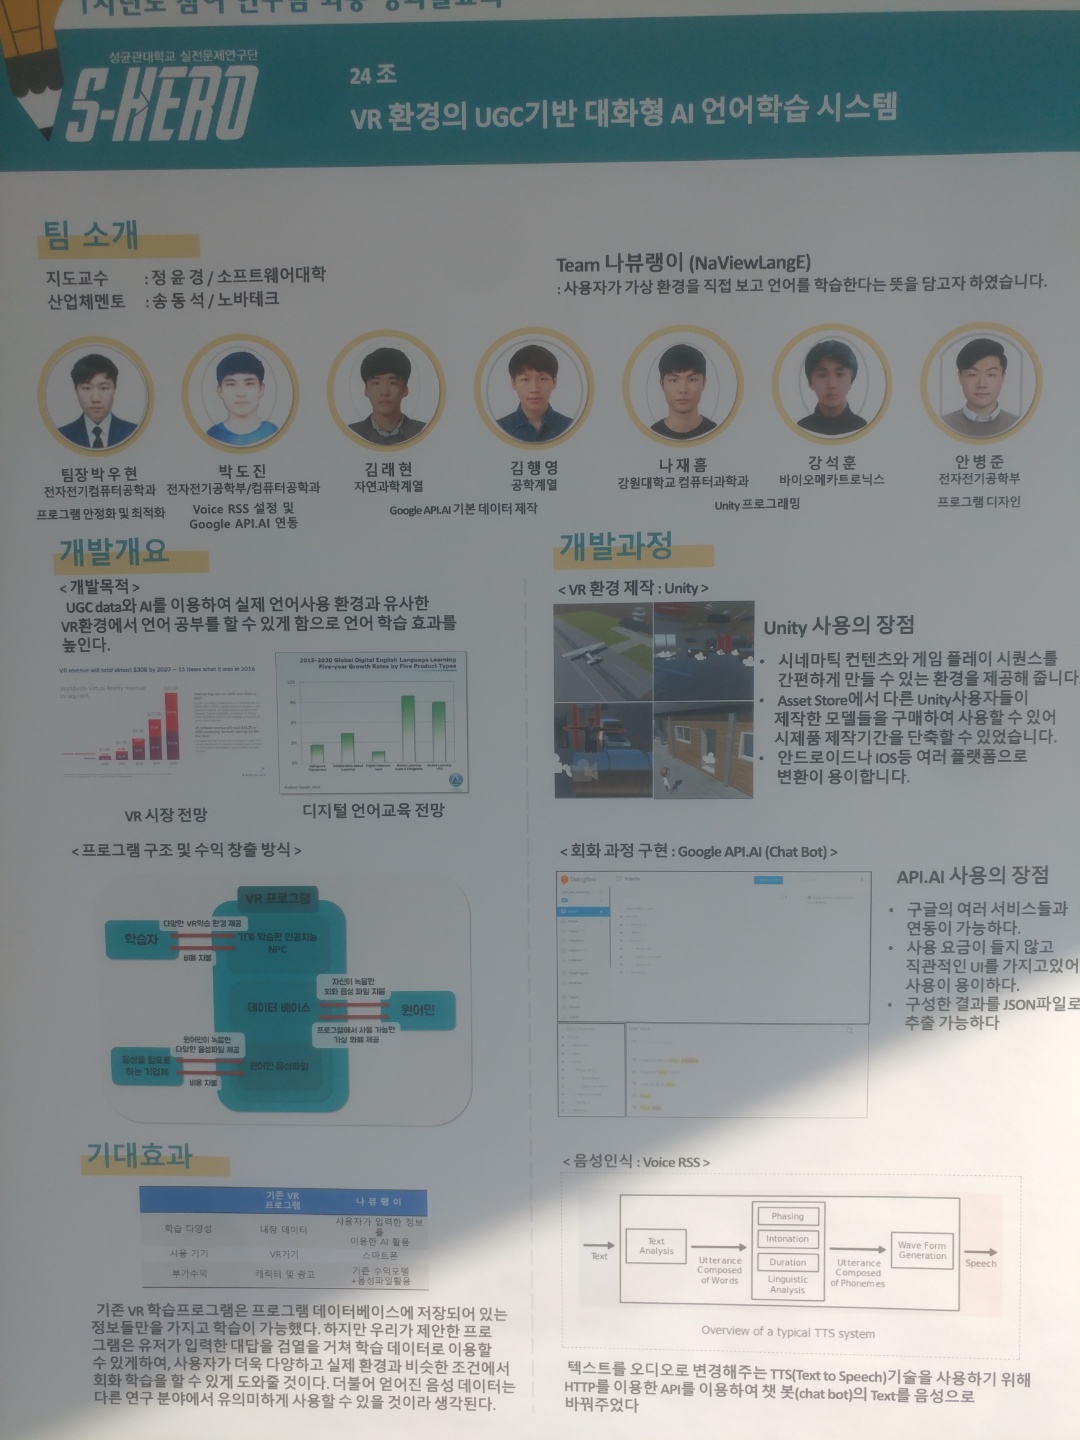 성균관대학교 실전문제연구단
S-HERO
24 조
VR 환경의 UGC기반 대화형 AI 언어학습 시스템
팀 소개
지도교수 : 정 윤 경 / 소프트웨어대학
산업체멘토 : 송 동 석 / 노바테크
Team 나뷰랭이 (NaViewLangE)
: 사용자가 가상 환경을 직접 보고 언어를 학습한다는 뜻을 담고자 하였습니다.
팀장 박 우 현
전자전기컴퓨터공학과
프로그램 안정화 및 최적화
박 도 진
전자전기공학부/컴퓨터공학과
Voice RSS 설정 및
Google API.AI 연동
김 래 현
자연과학계열
김 행 영
공학계열
Google API.AI 기본 데이터 제작
나 재 흠
강원대학교 컴퓨터과학과
강 석 훈
바이오메카트로닉스
Unity 프로그래밍
안 병 준
전자전기공학부
프로그램 디자인
개발개요
< 개발목적 >
UGC data와 AI를 이용하여 실제 언어사용 환경과 유사한
VR환경에서 언어 공부를 할 수 있게 함으로 언어 학습 효과를
높인다.
VR revenue will total almost $30B by 2020 – 15 times what it was in 2016
Worldwide Virtual Reality revenue
by segment
2015-2020 Global Digital English Language Learning
Five-year Growth Rates by Five Product Types
VR 시장 전망
디지털 언어교육 전망
< 프로그램 구조 및 수익 창출 방식 >
VR 프로그램
학습자
다양한 VR학습 환경 제공
비용 지불
기계 학습한 인공지능
NPC
데이터 베이스
자신이 녹음한
회화 음성 파일 지불
원어민
프로그램에서 사용 가능한
가상 화폐 제공
원어민이 녹음한
다양한 음성파일 제공
음성을 필요로
하는 기업체
비용 지불
원어민 음성파일
기대효과
기존 VR
프로그램
나 뷰 랭 이
학습 다영성
내장 데이터
사용자가 입력한 정보
를
이용한 AI 활용
사용 기기
VR기기
스마트폰
부가수익
캐릭터 및 광고
기존 수익모델
+음성파일활용
기존 VR 학습프로그램은 프로그램 데이터베이스에 저장되어 있는
정보들만을 가지고 학습이 가능했다. 하지만 우리가 제안한 프로
그램은 유저가 입력한 대답을 검열을 거쳐 학습 데이터로 이용할
수 있게하여, 사용자가 더욱 다양하고 실제 환경과 비슷한 조건에서
회화 학습을 할 수 있게 도와줄 것이다. 더불어 얻어진 음성 데이터는
다른 연구 분야에서 유의미하게 사용할 수 있을 것이라 생각된다.
개발과정
< VR 환경 제작 : Unity >
Unity 사용의 장점
• 시네마틱 컨텐츠와 게임 플레이 시퀀스를
간편하게 만들 수 있는 환경을 제공해 줍니다
• Asset Store에서 다른 Unity사용자들이
제작한 모델들을 구매하여 사용할 수 있어
시제품 제작기간을 단축할 수 있었습니다.
• 안드로이드나 IOS등 여러 플랫폼으로
변환이 용이합니다.
< 회화 과정 구현 : Google API.AI (Chat Bot) >
API.AI 사용의 장점
• 구글의 여러 서비스들과
연동이 가능하다.
• 사용 요금이 들지 않고
직관적인 UI를 가지고있어
사용이 용이하다.
• 구성한 결과를 JSON파일로
추출 가능하다
< 음성인식 : Voice RSS >
Text
Text
Analysis
Utterance
Composed
of Words
Phasing
Intonation
Duration
Linguistic
Analysis
Utterance
Composed
of Phonemes
Wave Form
Generation
Speech
Overview of a typical TTS system
텍스트를 오디오로 변경해주는 TTS(Text to Speech)기술을 사용하기 위해
HTTP를 이용한 API를 이용하여 챗 봇(chat bot)의 Text를 음성으로
바꿔주었다